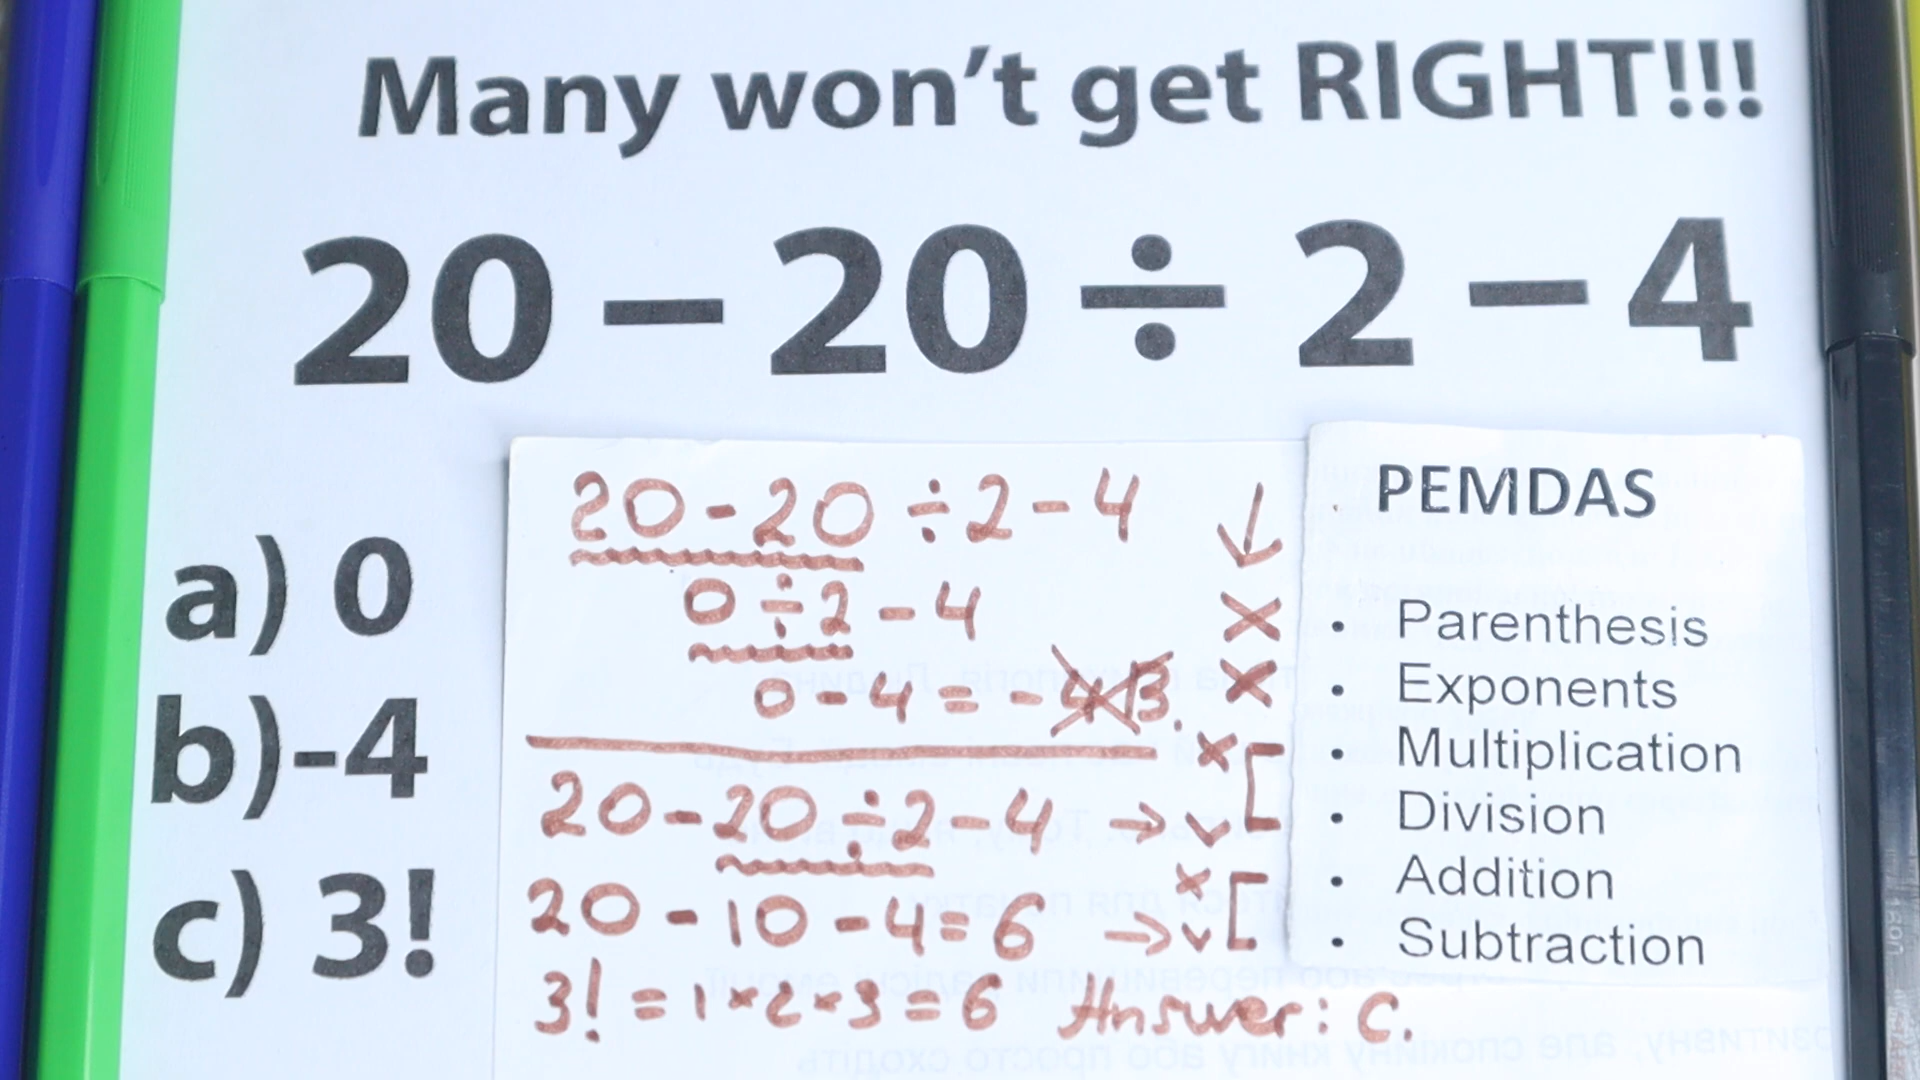 Many won't get RIGHT!!!
20 – 20 ÷ 2 – 4
a) 0
b)-4
c) 3!
20 - 20 ÷ 2 - 4
0 ÷ 2 - 4
0 - 4 = -
20 - 20 ÷ 2 - 4 →
20 - 10 - 4 = 6 →
3! = 1 × 2 × 3 = 6 Answer: c.
PEMDAS
• Parenthesis
• Exponents
• Multiplication
• Division
• Addition
• Subtraction